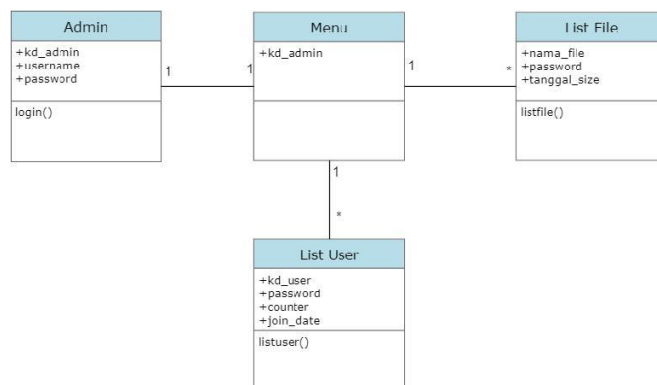 Admin
+kd_admin
+username
+password
login()
1
1
Menu
+kd_admin
1
*
List File
+nama_file
+password
+tanggal_size
listfile()
1
*
List User
+kd_user
+password
+counter
+join_date
listuser()